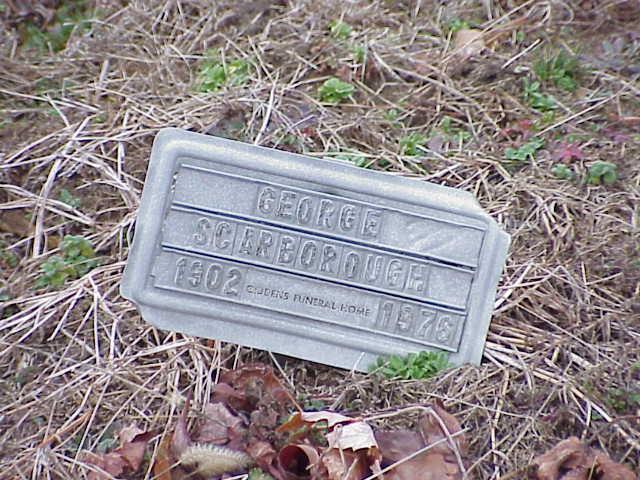 GEORGE
SCARBOROUGH
1902 GIDDENS FUNERAL HOME 1976